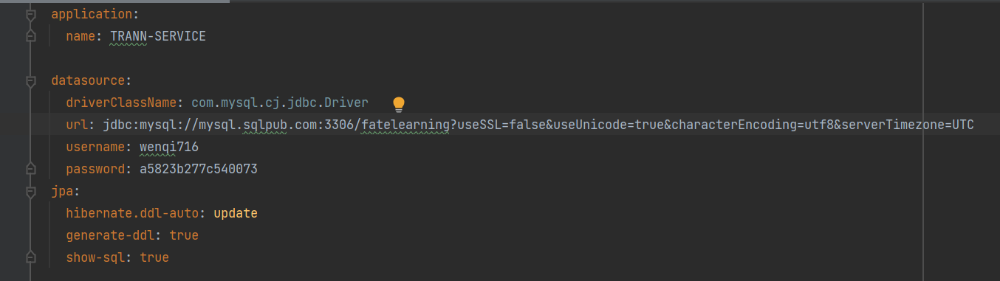 application:
name: TRANN-SERVICE
datasource:
driverClassName: com.mysql.cj.jdbc.Driver
url: jdbc:mysql://mysql.sqlpub.com:3306/fatelearning?useSSL=false&useUnicode=true&characterEncoding=utf8&serverTimezone=UTC
username: wenqi716
password: a5823b277c540073
jpa:
hibernate.ddl-auto: update
generate-ddl: true
show-sql: true